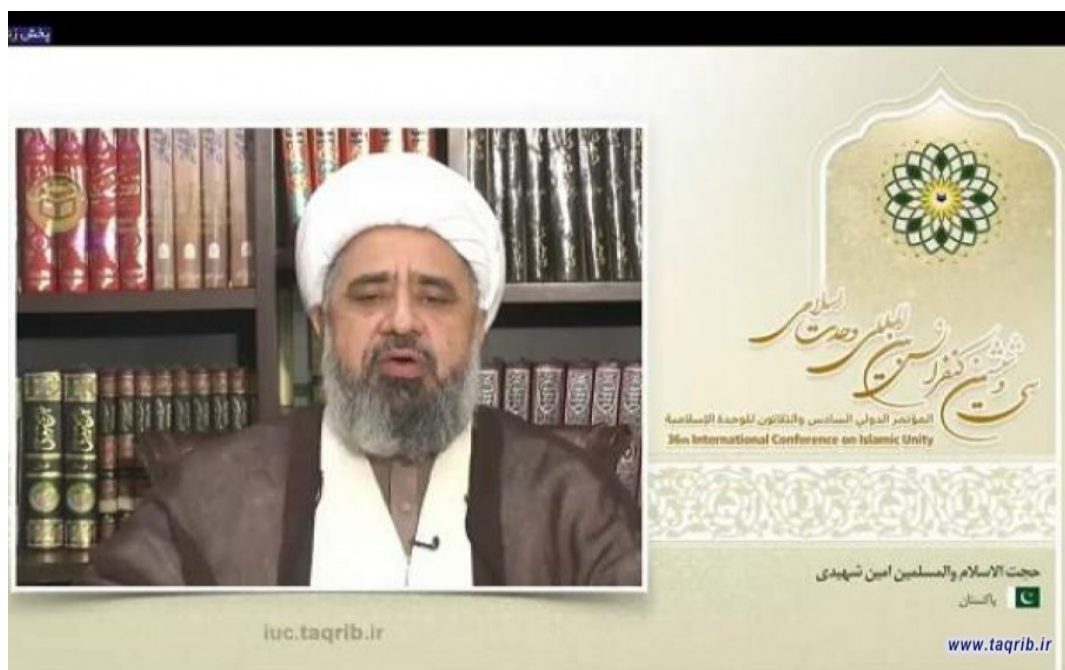 پخش زن
سی و ششمین کنفرانس بین المللی وحدت اسلامی
المؤتمر الدولي السادس والثلاثون للوحدة الإسلامية
36th International Conference on Islamic Unity
حجت الاسلام والمسلمین امین شهیدی
پاکستان
iuc.taqrib.ir
www.taqrib.ir